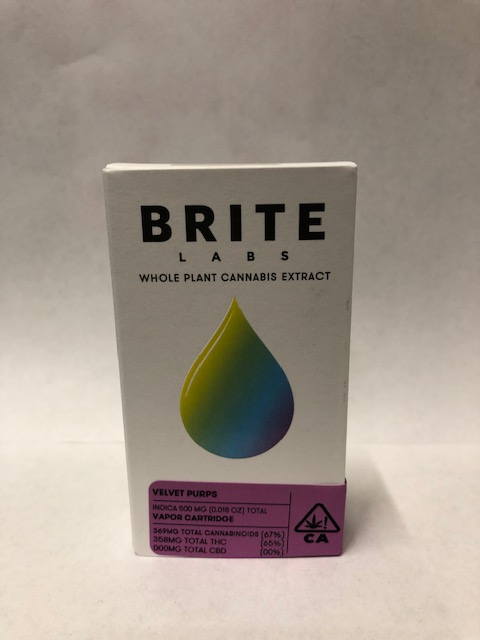 BRITE
LABS
WHOLE PLANT CANNABIS EXTRACT
VELVET PURPS
INDICA 500 MG (0.018 OZ) TOTAL
VAPOR CARTRIDGE
369MG TOTAL CANNABINOIDS (67%)
358MG TOTAL THC (65%)
000MG TOTAL CBD (00%)
!
CA